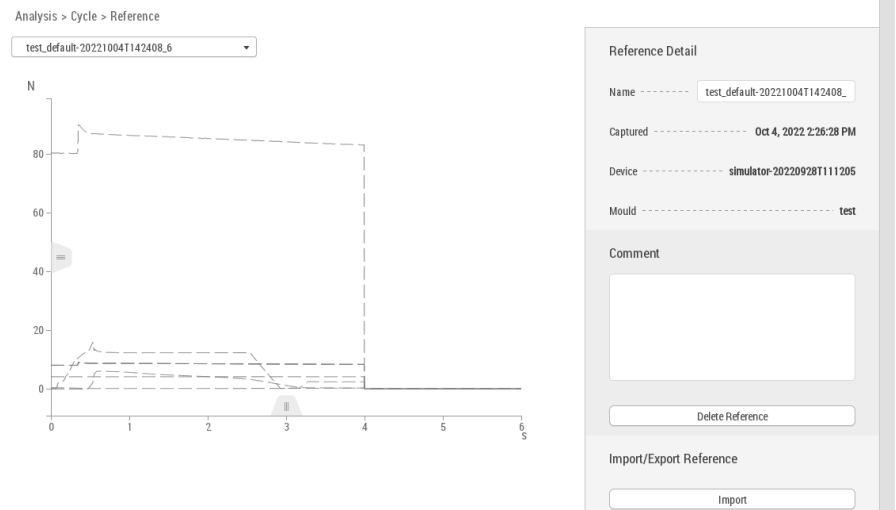 Analysis > Cycle > Reference
test_default-20221004T142408_6
N
80
60
40
20
0
0 1 2 3 4 5 6
s
Reference Detail
Name test_default-20221004T142408_
Captured Oct 4, 2022 2:26:28 PM
Device simulator-20220928T111205
Mould test
Comment
Delete Reference
Import/Export Reference
Import